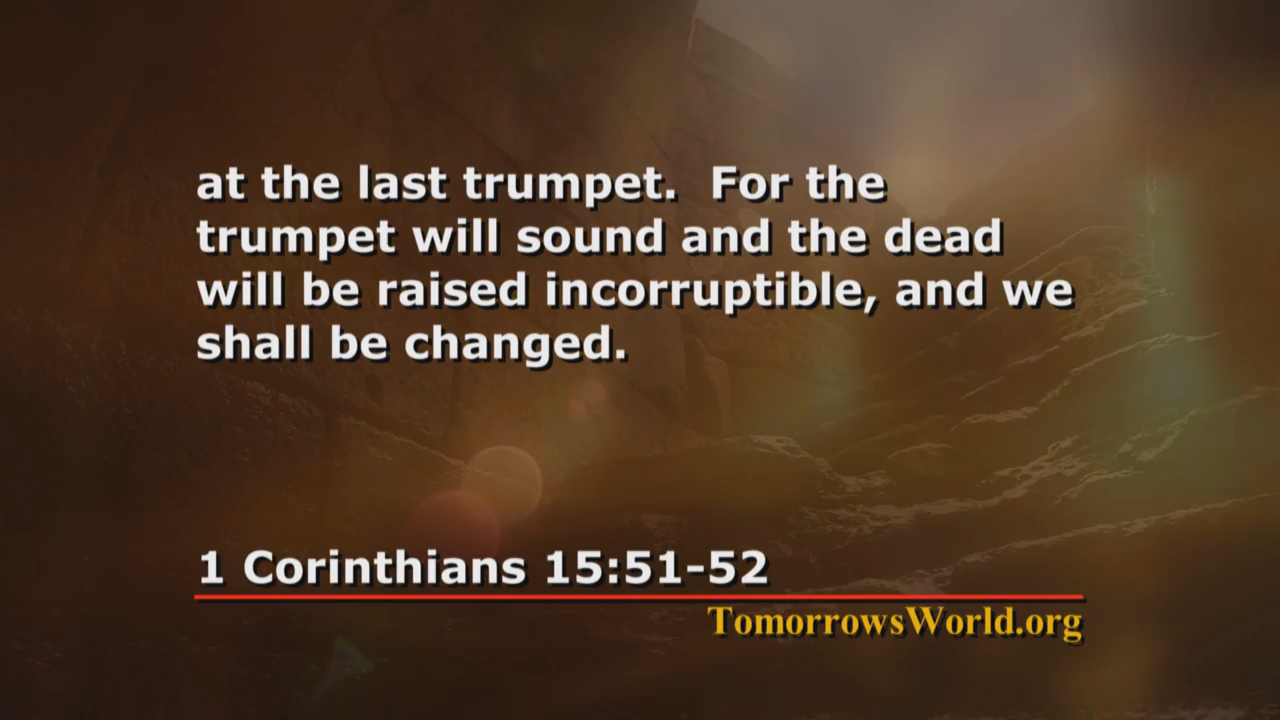 at the last trumpet.  For the
trumpet will sound and the dead
will be raised incorruptible, and we
shall be changed.
1 Corinthians 15:51-52
TomorrowsWorld.org